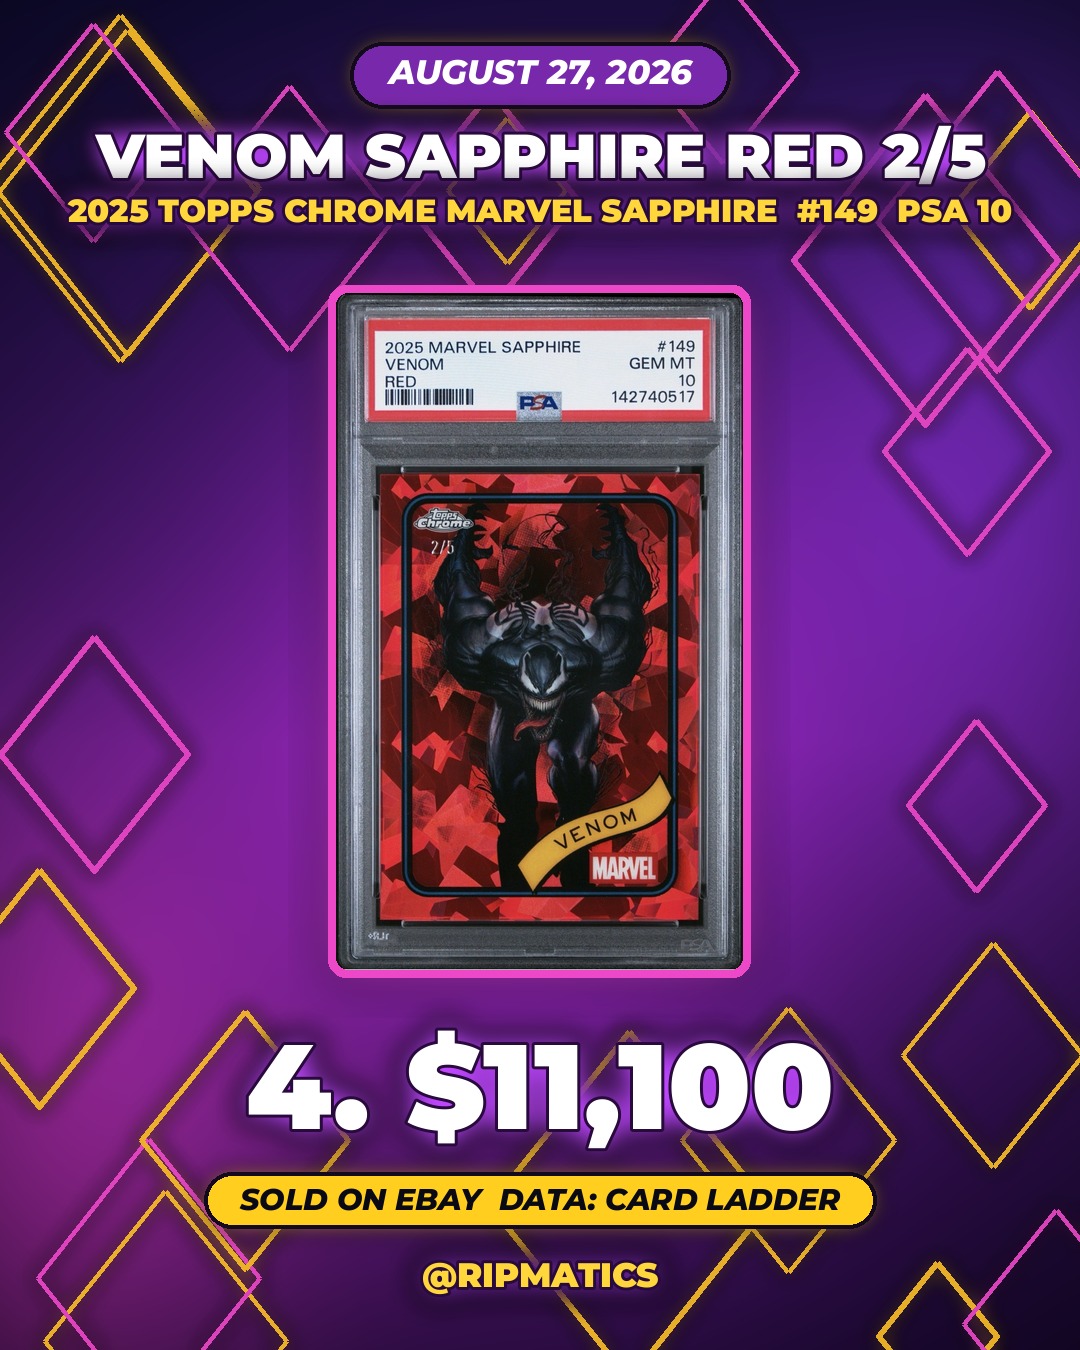 AUGUST 27, 2026
VENOM SAPPHIRE RED 2/5
2025 TOPPS CHROME MARVEL SAPPHIRE #149 PSA 10
2025 MARVEL SAPPHIRE #149
VENOM GEM MT
RED 10
PSA 142740517
Topps
Chrome
2/5
VENOM
MARVEL
PSA
4. $11,100
SOLD ON EBAY DATA: CARD LADDER
@RIPMATICS